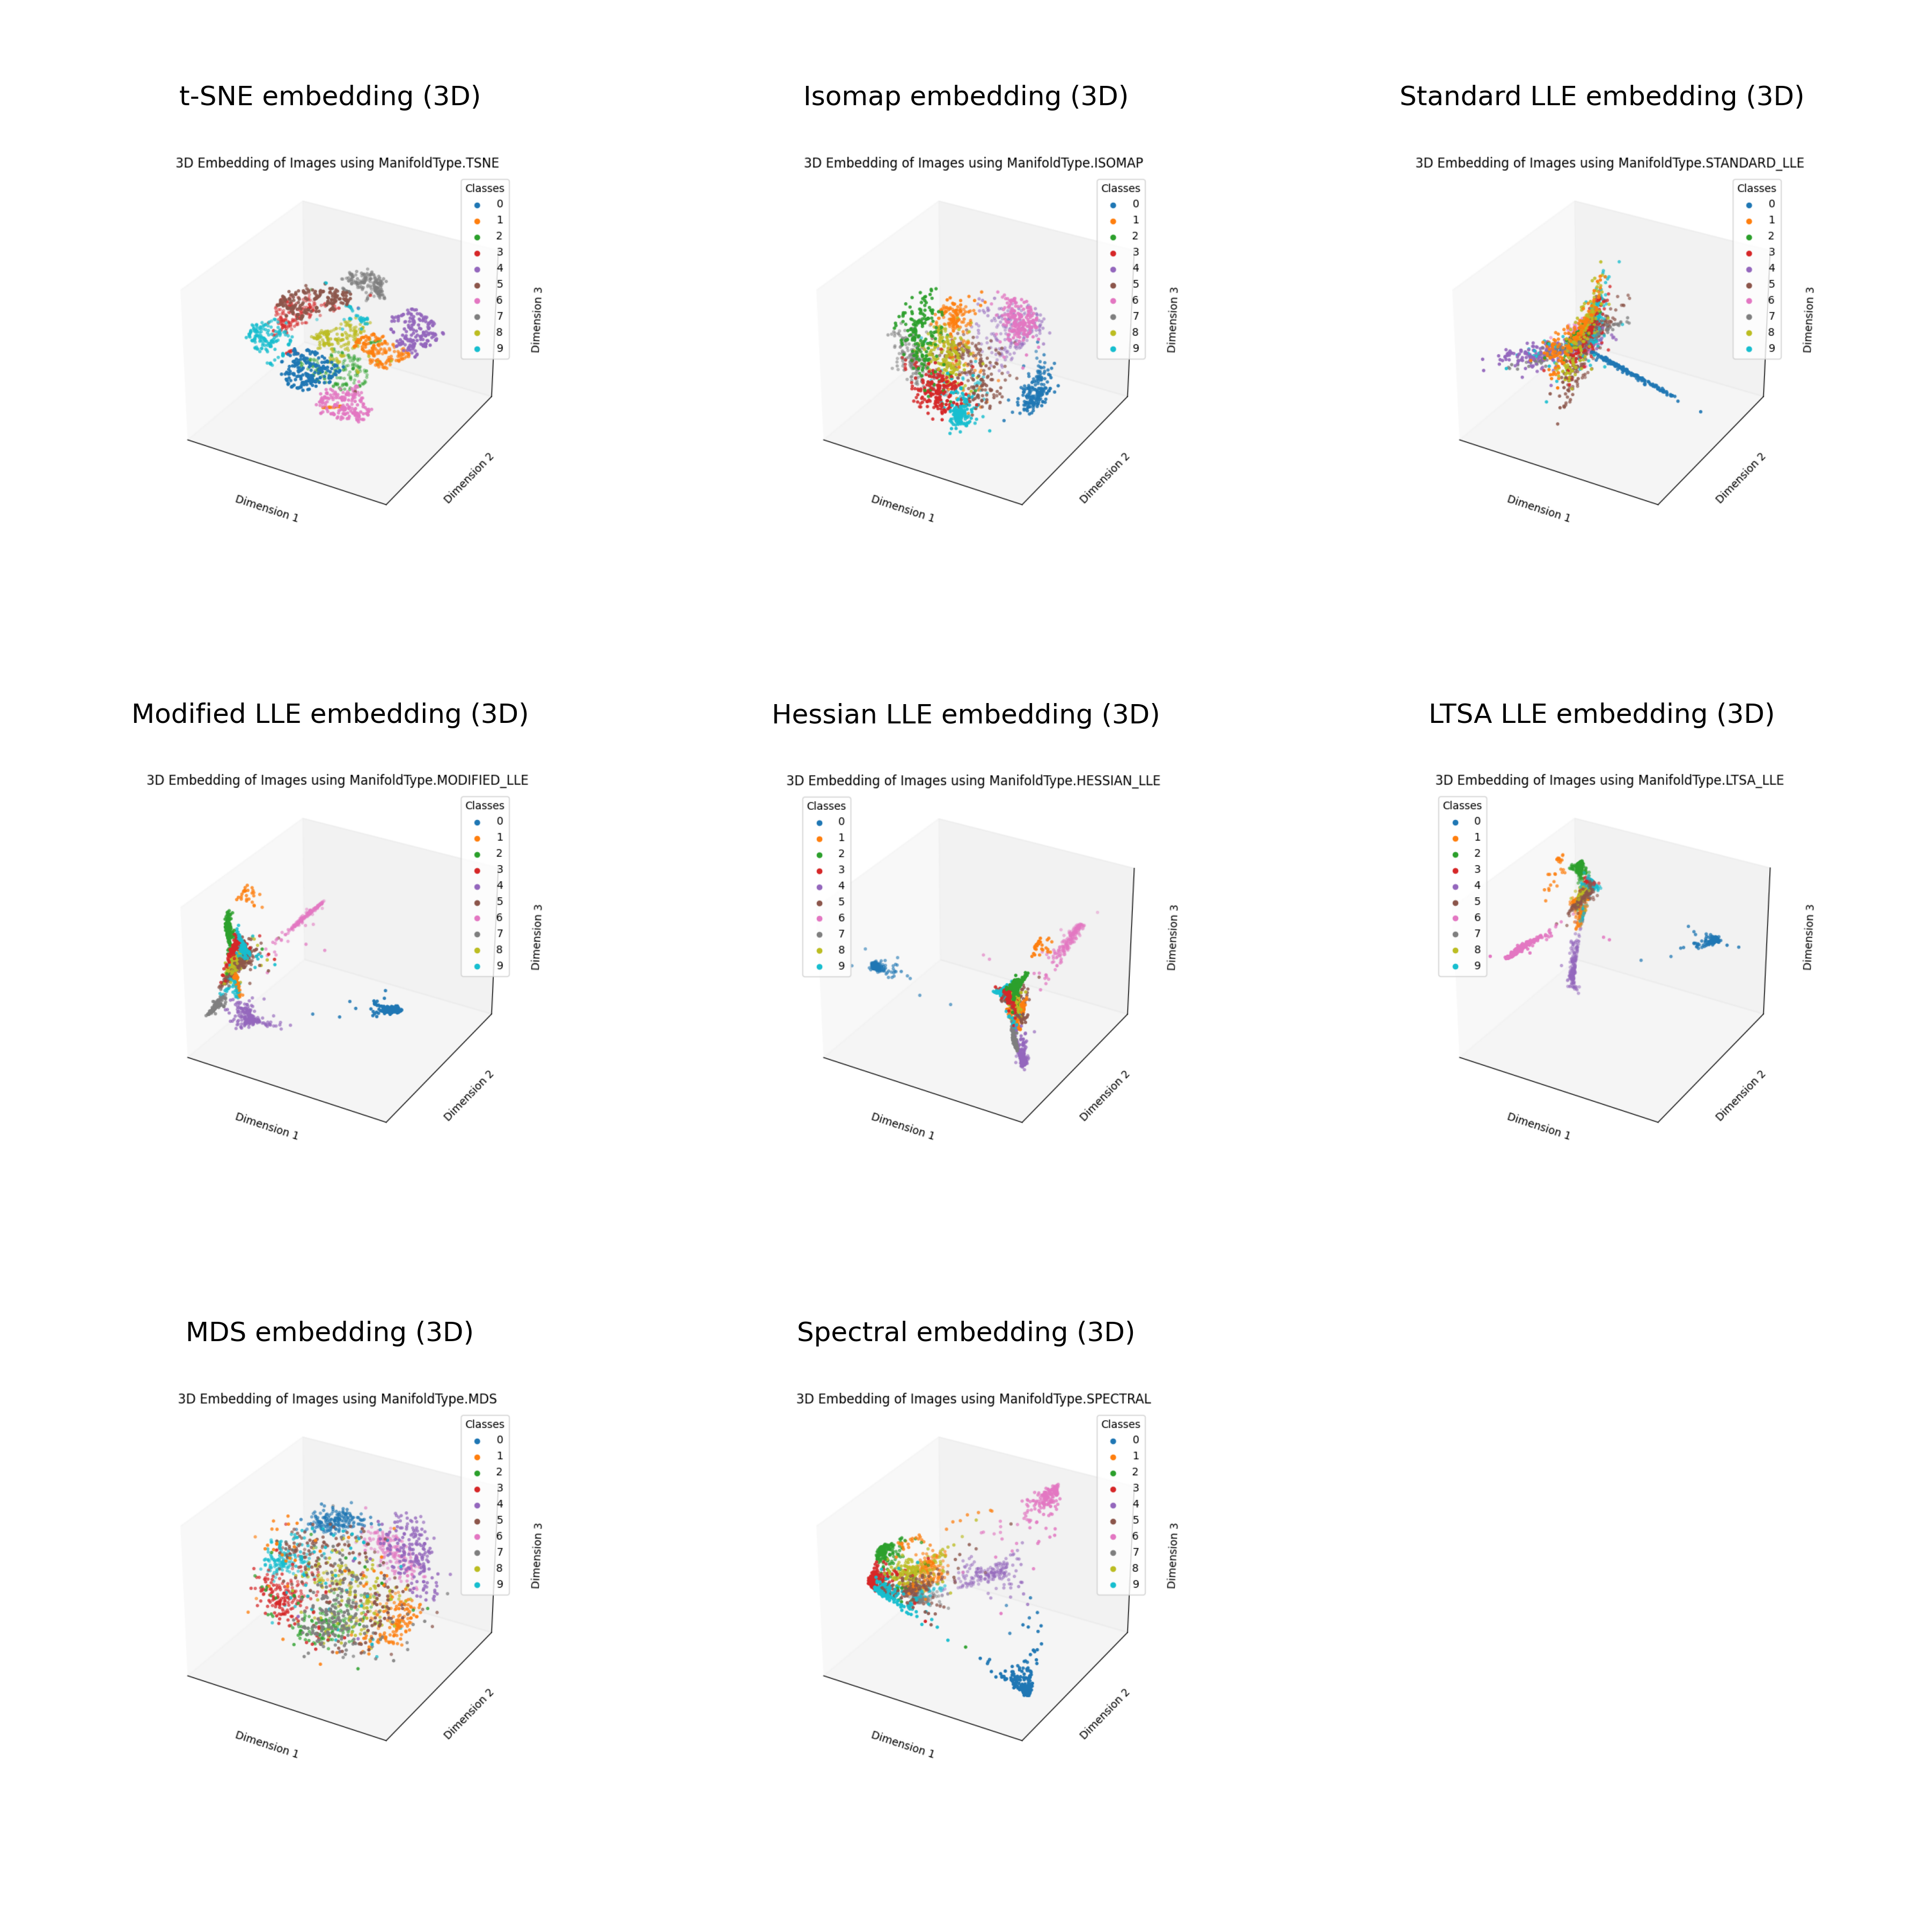 t-SNE embedding (3D)
3D Embedding of Images using ManifoldType.TSNE
Classes
0
1
2
3
4
5
6
7
8
9
Dimension 1
Dimension 2
Dimension 3
Isomap embedding (3D)
3D Embedding of Images using ManifoldType.ISOMAP
Classes
0
1
2
3
4
5
6
7
8
9
Dimension 1
Dimension 2
Dimension 3
Standard LLE embedding (3D)
3D Embedding of Images using ManifoldType.STANDARD_LLE
Classes
0
1
2
3
4
5
6
7
8
9
Dimension 1
Dimension 2
Dimension 3
Modified LLE embedding (3D)
3D Embedding of Images using ManifoldType.MODIFIED_LLE
Classes
0
1
2
3
4
5
6
7
8
9
Dimension 1
Dimension 2
Dimension 3
Hessian LLE embedding (3D)
3D Embedding of Images using ManifoldType.HESSIAN_LLE
Classes
0
1
2
3
4
5
6
7
8
9
Dimension 1
Dimension 2
Dimension 3
LTSA LLE embedding (3D)
3D Embedding of Images using ManifoldType.LTSA_LLE
Classes
0
1
2
3
4
5
6
7
8
9
Dimension 1
Dimension 2
Dimension 3
MDS embedding (3D)
3D Embedding of Images using ManifoldType.MDS
Classes
0
1
2
3
4
5
6
7
8
9
Dimension 1
Dimension 2
Dimension 3
Spectral embedding (3D)
3D Embedding of Images using ManifoldType.SPECTRAL
Classes
0
1
2
3
4
5
6
7
8
9
Dimension 1
Dimension 2
Dimension 3